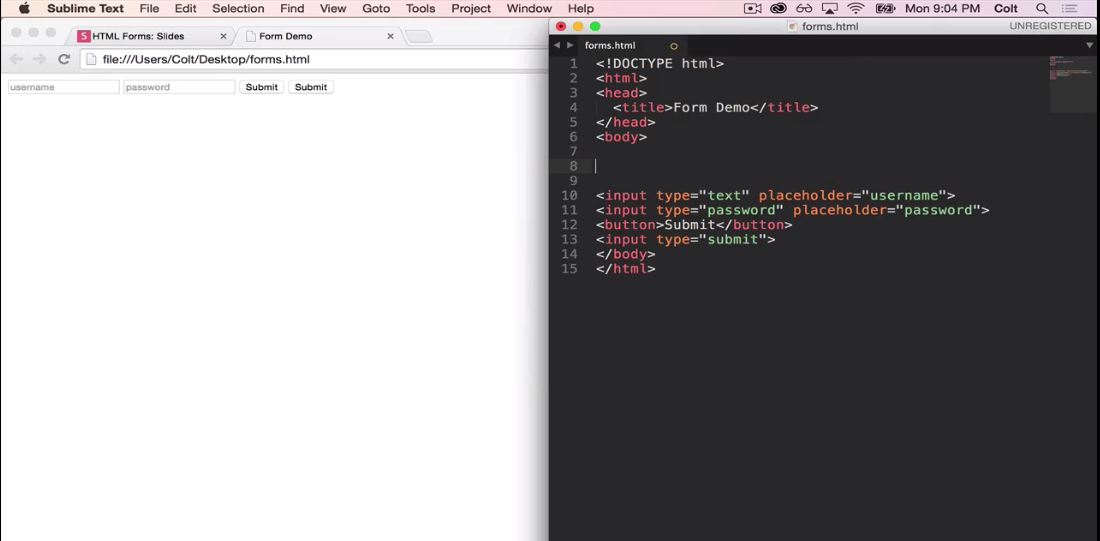 Sublime Text File Edit Selection Find View Goto Tools Project Window Help Mon 9:04 PM Colt
HTML Forms: Slides Form Demo
file:///Users/Colt/Desktop/forms.html
username password Submit Submit
forms.html UNREGISTERED
forms.html
1 <!DOCTYPE html>
2 <html>
3 <head>
4 <title>Form Demo</title>
5 </head>
6 <body>
7
8
9
10 <input type="text" placeholder="username">
11 <input type="password" placeholder="password">
12 <button>Submit</button>
13 <input type="submit">
14 </body>
15 </html>